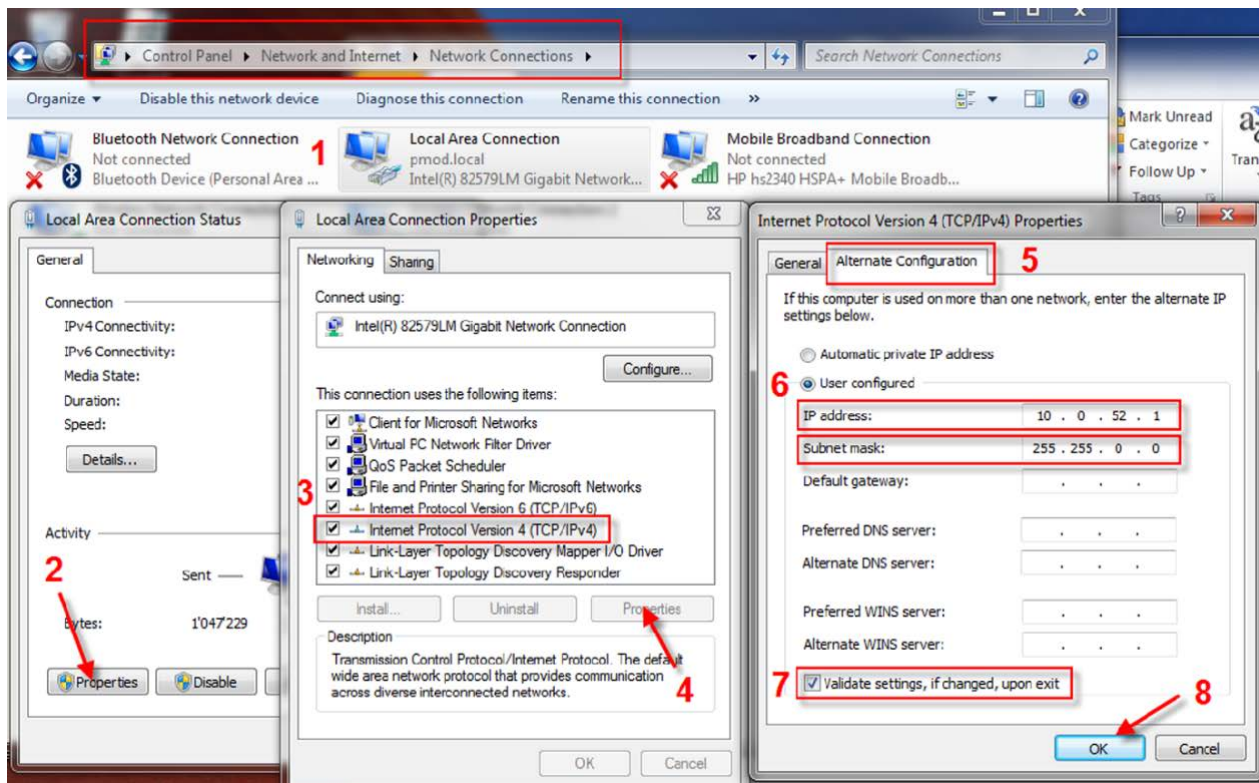 Control Panel ▸ Network and Internet ▸ Network Connections ▸
Search Network Connections
Organize ▾ Disable this network device Diagnose this connection Rename this connection »
Mark Unread
Categorize ▾
Follow Up ▾
Tags
Bluetooth Network Connection
Not connected
Bluetooth Device (Personal Area ...
1
Local Area Connection
pmod.local
Intel(R) 82579LM Gigabit Network...
Mobile Broadband Connection
Not connected
HP hs2340 HSPA+ Mobile Broadb...
Local Area Connection Status
General
Connection
IPv4 Connectivity:
IPv6 Connectivity:
Media State:
Duration:
Speed:
Details...
Activity
2
Sent
Bytes: 1'047'229
Properties Disable
Local Area Connection Properties
Networking Sharing
Connect using:
Intel(R) 82579LM Gigabit Network Connection
Configure...
This connection uses the following items:
Client for Microsoft Networks
Virtual PC Network Filter Driver
QoS Packet Scheduler
File and Printer Sharing for Microsoft Networks
3
Internet Protocol Version 6 (TCP/IPv6)
Internet Protocol Version 4 (TCP/IPv4)
Link-Layer Topology Discovery Mapper I/O Driver
Link-Layer Topology Discovery Responder
Install... Uninstall Properties
Description
Transmission Control Protocol/Internet Protocol. The default
wide area network protocol that provides communication
across diverse interconnected networks.
4
OK Cancel
Internet Protocol Version 4 (TCP/IPv4) Properties
General Alternate Configuration 5
If this computer is used on more than one network, enter the alternate IP
settings below.
Automatic private IP address
6 User configured
IP address: 10 . 0 . 52 . 1
Subnet mask: 255 . 255 . 0 . 0
Default gateway: . . .
Preferred DNS server: . . .
Alternate DNS server: . . .
Preferred WINS server: . . .
Alternate WINS server: . . .
7 Validate settings, if changed, upon exit
8
OK Cancel